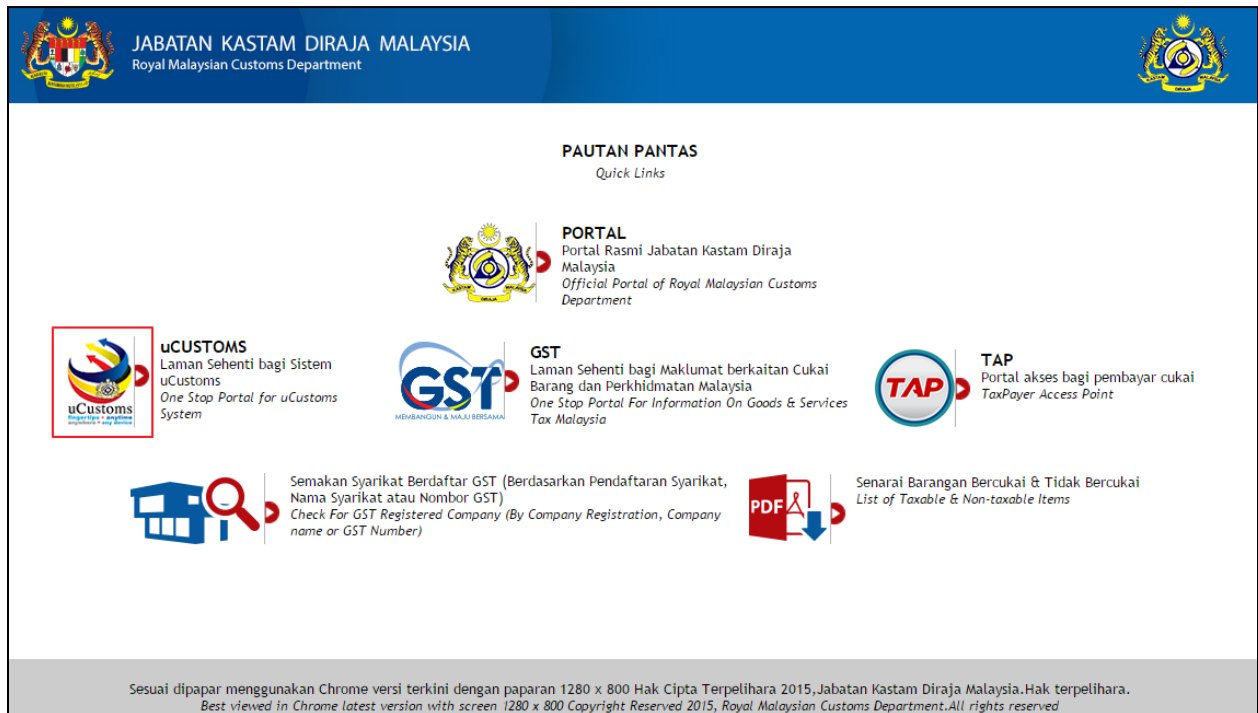 JABATAN KASTAM DIRAJA MALAYSIA
Royal Malaysian Customs Department
PAUTAN PANTAS
Quick Links
PORTAL
Portal Rasmi Jabatan Kastam Diraja
Malaysia
Official Portal of Royal Malaysian Customs
Department
uCustoms
fingertips • anytime
anywhere • any device
uCUSTOMS
Laman Sehenti bagi Sistem
uCustoms
One Stop Portal for uCustoms
System
GST
MEMBANGUN & MAJU BERSAMA
GST
Laman Sehenti bagi Maklumat berkaitan Cukai
Barang dan Perkhidmatan Malaysia
One Stop Portal For Information On Goods & Services
Tax Malaysia
TAP
TAP
Portal akses bagi pembayar cukai
TaxPayer Access Point
Semakan Syarikat Berdaftar GST (Berdasarkan Pendaftaran Syarikat,
Nama Syarikat atau Nombor GST)
Check For GST Registered Company (By Company Registration, Company
name or GST Number)
PDF
Senarai Barangan Bercukai & Tidak Bercukai
List of Taxable & Non-taxable Items
Sesuai dipapar menggunakan Chrome versi terkini dengan paparan 1280 x 800 Hak Cipta Terpelihara 2015,Jabatan Kastam Diraja Malaysia.Hak terpelihara.
Best viewed in Chrome latest version with screen 1280 x 800 Copyright Reserved 2015, Royal Malaysian Customs Department.All rights reserved